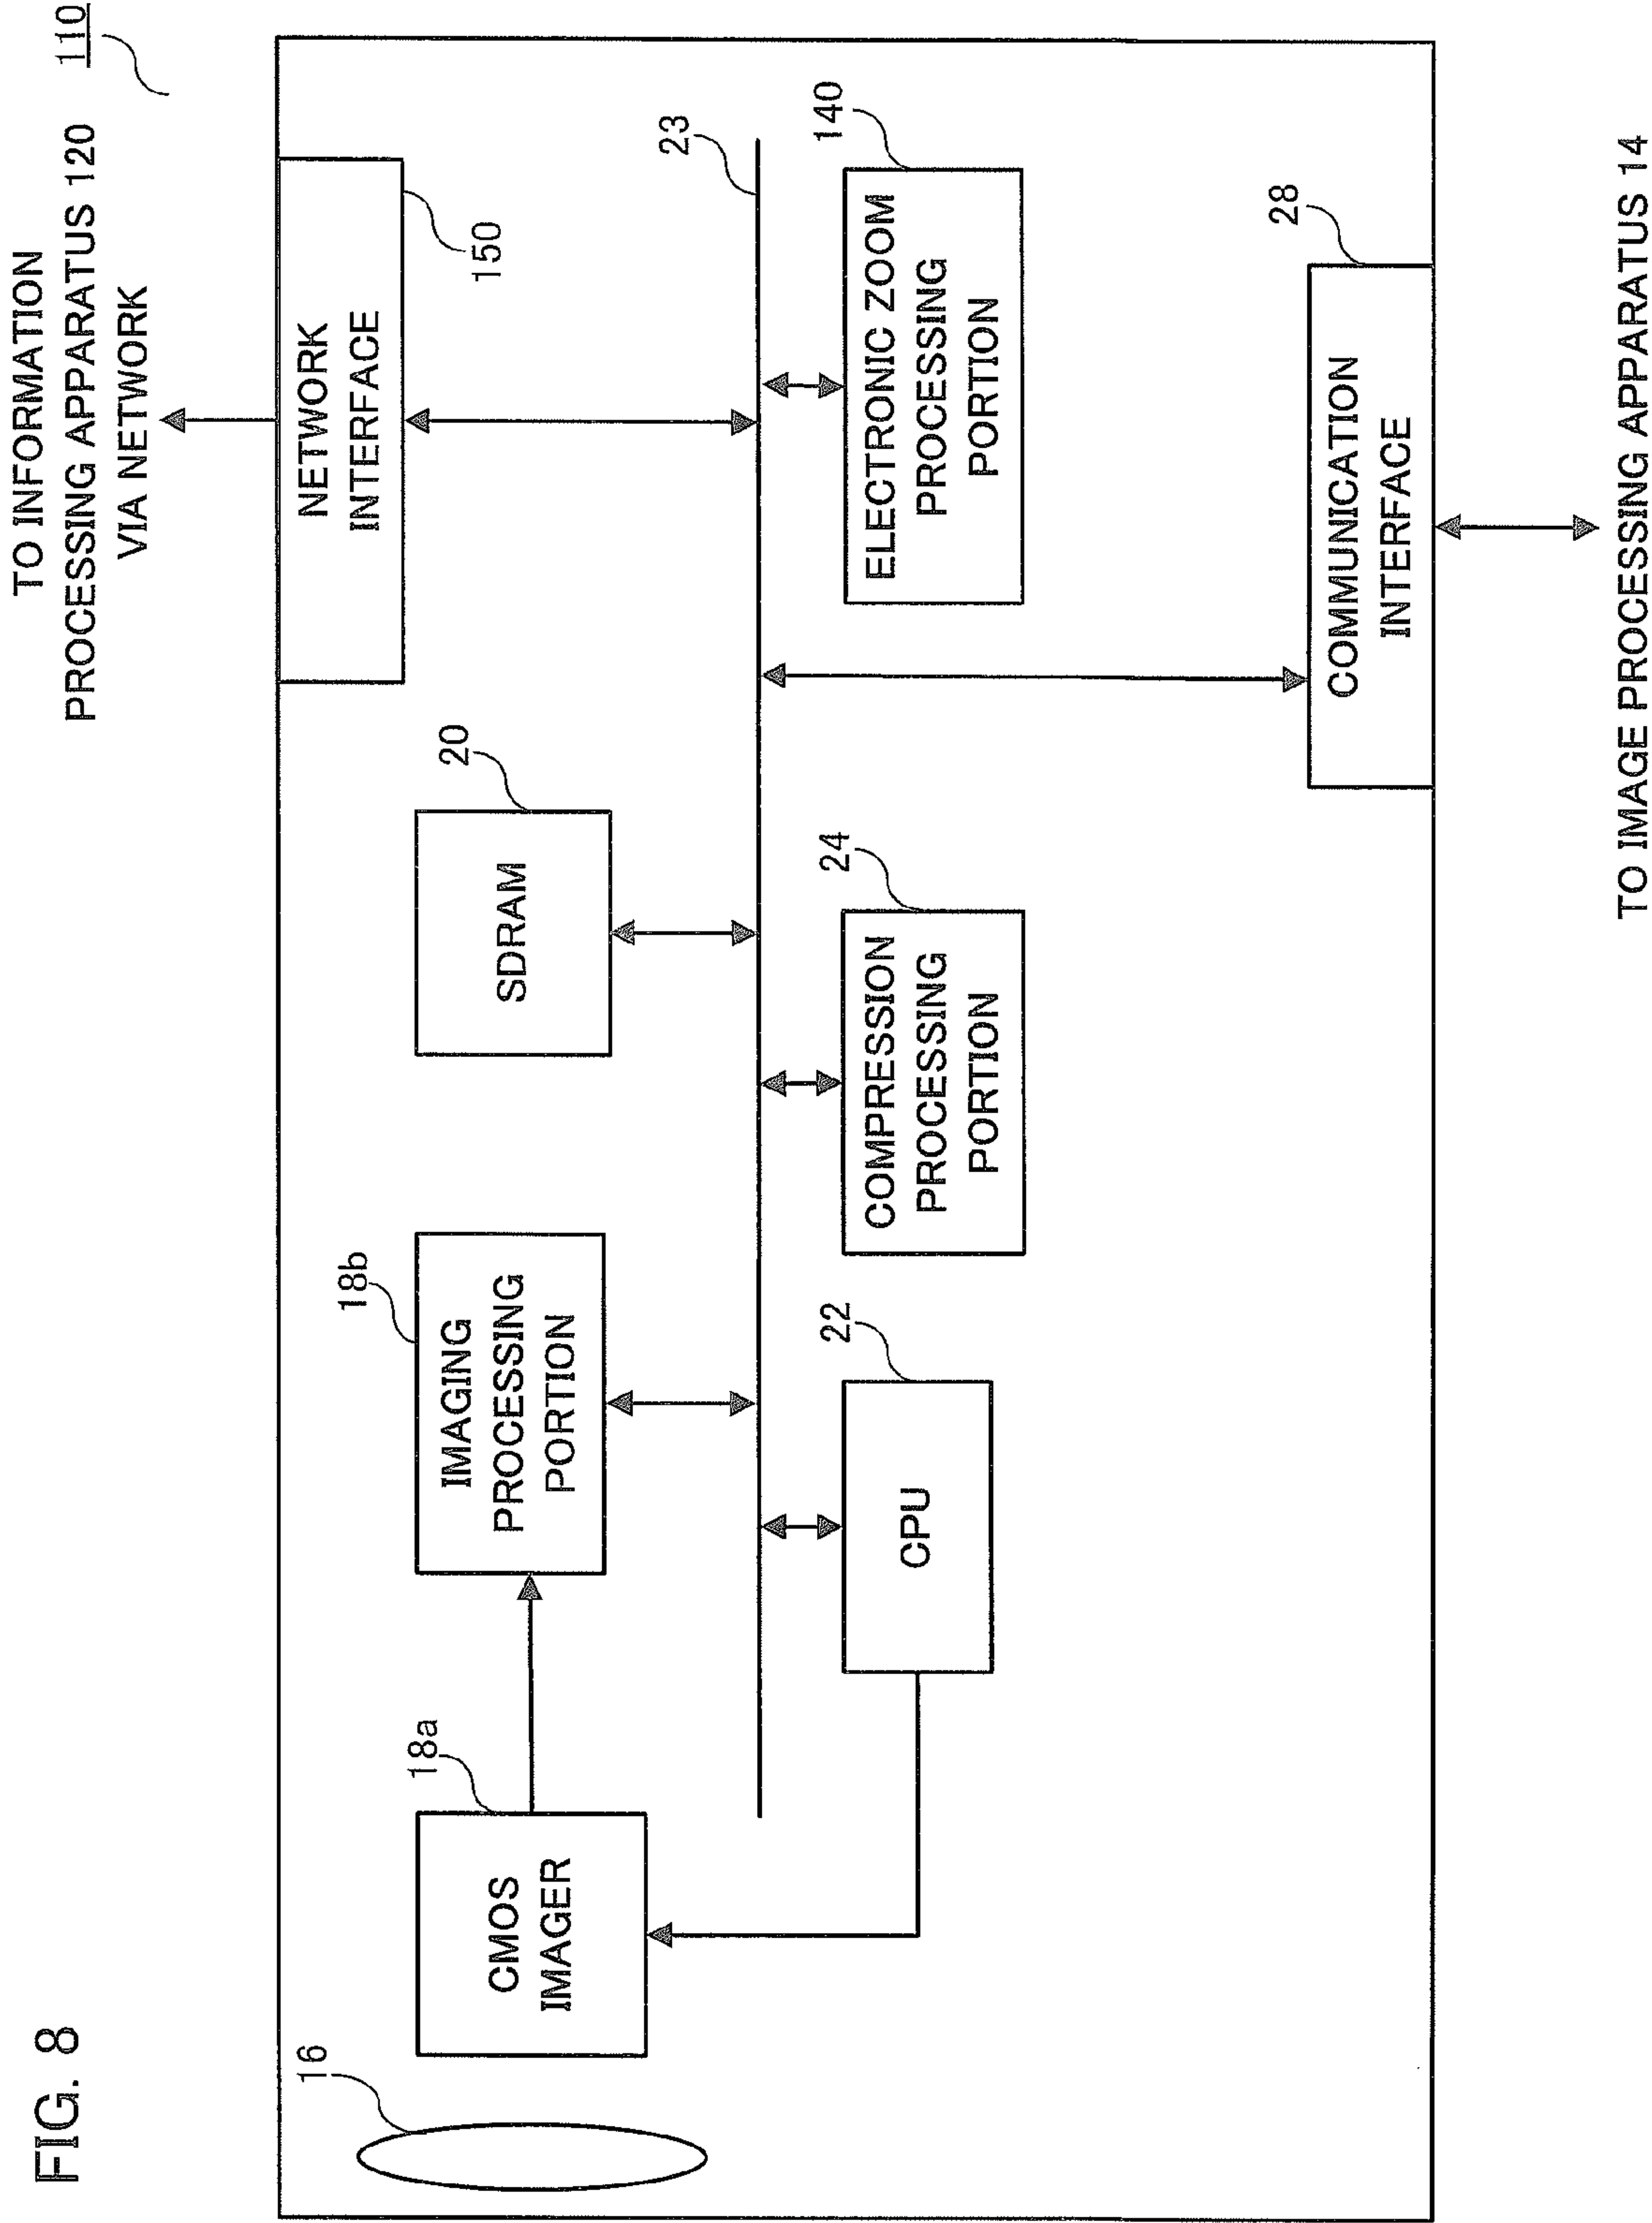 FIG. 8
110
TO INFORMATION
PROCESSING APPARATUS 120
VIA NETWORK
16
18a
CMOS
IMAGER
18b
IMAGING
PROCESSING
PORTION
20
SDRAM
NETWORK
INTERFACE
150
23
22
CPU
24
COMPRESSION
PROCESSING
PORTION
140
ELECTRONIC ZOOM
PROCESSING
PORTION
28
COMMUNICATION
INTERFACE
TO IMAGE PROCESSING APPARATUS 14